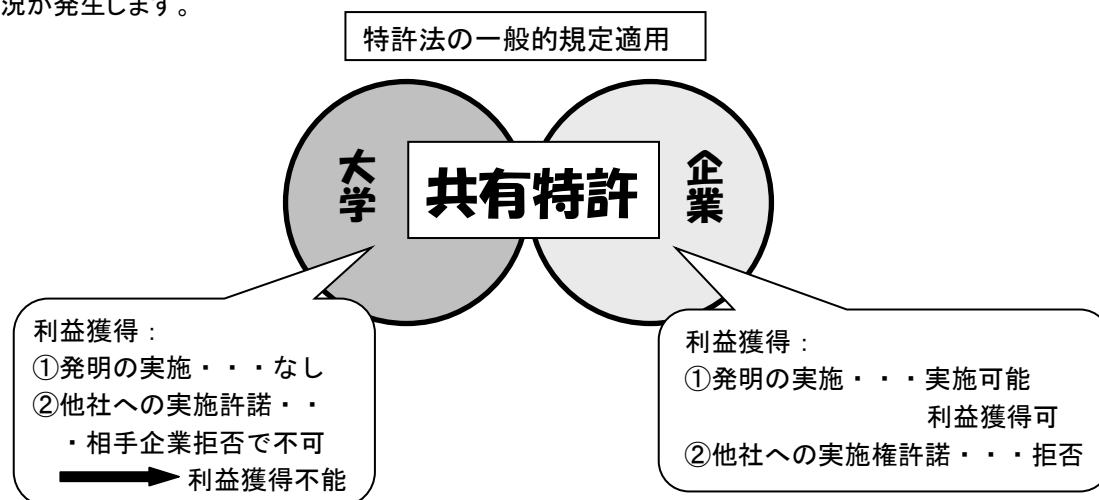 況が発生します。
特許法の一般的規定適用
大学
共有特許
企業
利益獲得：
①発明の実施・・・なし
②他社への実施許諾・・
・相手企業拒否で不可
利益獲得不能
利益獲得：
①発明の実施・・・実施可能
利益獲得可
②他社への実施権許諾・・・拒否